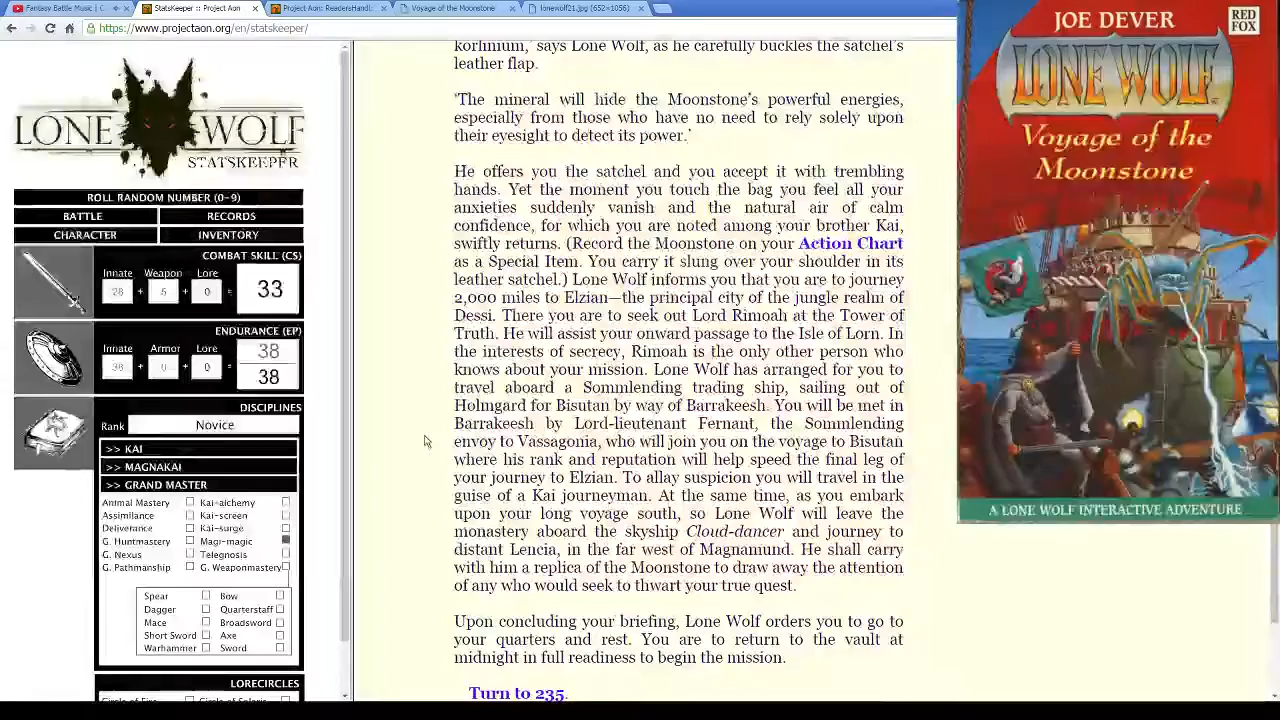 Fantasy Battle Music | C
StatsKeeper :: Project Aon
Project Aon: ReadersHandb
Voyage of the Moonstone
lonewolf21.jpg (652×1056)
https://www.projectaon.org/en/statskeeper/
LONE WOLF
STATSKEEPER
ROLL RANDOM NUMBER (0-9)
BATTLE RECORDS
CHARACTER INVENTORY
COMBAT SKILL (CS)
Innate Weapon Lore
28 + 5 + 0 = 33
ENDURANCE (EP)
Innate Armor Lore
38
38 + 0 + 0 = 38
DISCIPLINES
Rank Novice
>> KAI
>> MAGNAKAI
>> GRAND MASTER
Animal Mastery Kai-alchemy
Assimilance Kai-screen
Deliverance Kai-surge
G. Huntmastery Magi-magic
G. Nexus Telegnosis
G. Pathmanship G. Weaponmastery
Spear Bow
Dagger Quarterstaff
Mace Broadsword
Short Sword Axe
Warhammer Sword
LORECIRCLES
korlinium,' says Lone Wolf, as he carefully buckles the satchel's
leather flap.
'The mineral will hide the Moonstone's powerful energies,
especially from those who have no need to rely solely upon
their eyesight to detect its power.'
He offers you the satchel and you accept it with trembling
hands. Yet the moment you touch the bag you feel all your
anxieties suddenly vanish and the natural air of calm
confidence, for which you are noted among your brother Kai,
swiftly returns. (Record the Moonstone on your Action Chart
as a Special Item. You carry it slung over your shoulder in its
leather satchel.) Lone Wolf informs you that you are to journey
2,000 miles to Elzian—the principal city of the jungle realm of
Dessi. There you are to seek out Lord Rimoah at the Tower of
Truth. He will assist your onward passage to the Isle of Lorn. In
the interests of secrecy, Rimoah is the only other person who
knows about your mission. Lone Wolf has arranged for you to
travel aboard a Sommlending trading ship, sailing out of
Holmgard for Bisutan by way of Barrakeesh. You will be met in
Barrakeesh by Lord-lieutenant Fernant, the Sommlending
envoy to Vassagonia, who will join you on the voyage to Bisutan
where his rank and reputation will help speed the final leg of
your journey to Elzian. To allay suspicion you will travel in the
guise of a Kai journeyman. At the same time, as you embark
upon your long voyage south, so Lone Wolf will leave the
monastery aboard the skyship Cloud-dancer and journey to
distant Lencia, in the far west of Magnamund. He shall carry
with him a replica of the Moonstone to draw away the attention
of any who would seek to thwart your true quest.
Upon concluding your briefing, Lone Wolf orders you to go to
your quarters and rest. You are to return to the vault at
midnight in full readiness to begin the mission.
Turn to 235.
JOE DEVER
RED
FOX
LONE WOLF
Voyage of the
Moonstone
A LONE WOLF INTERACTIVE ADVENTURE